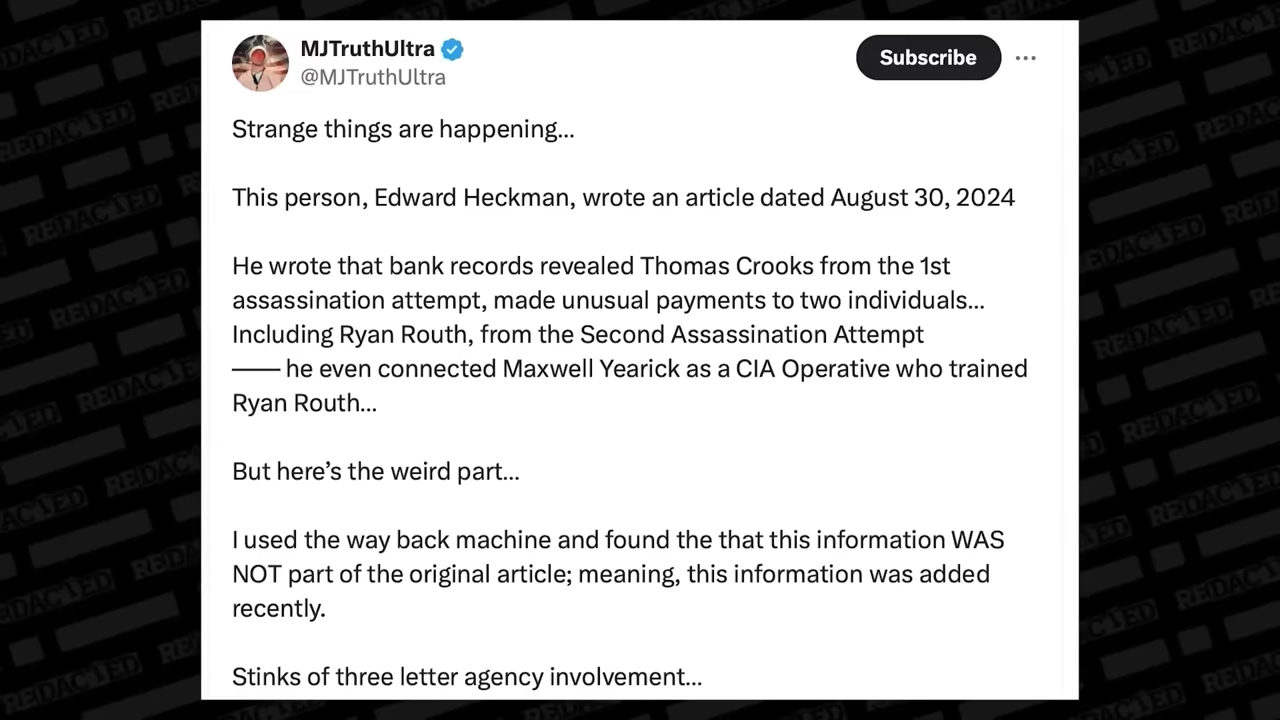 MJTruthUltra
@MJTruthUltra
Subscribe
Strange things are happening...
This person, Edward Heckman, wrote an article dated August 30, 2024
He wrote that bank records revealed Thomas Crooks from the 1st
assassination attempt, made unusual payments to two individuals...
Including Ryan Routh, from the Second Assassination Attempt
—— he even connected Maxwell Yearick as a CIA Operative who trained
Ryan Routh...
But here’s the weird part...
I used the way back machine and found the that this information WAS
NOT part of the original article; meaning, this information was added
recently.
Stinks of three letter agency involvement...
REDACTED